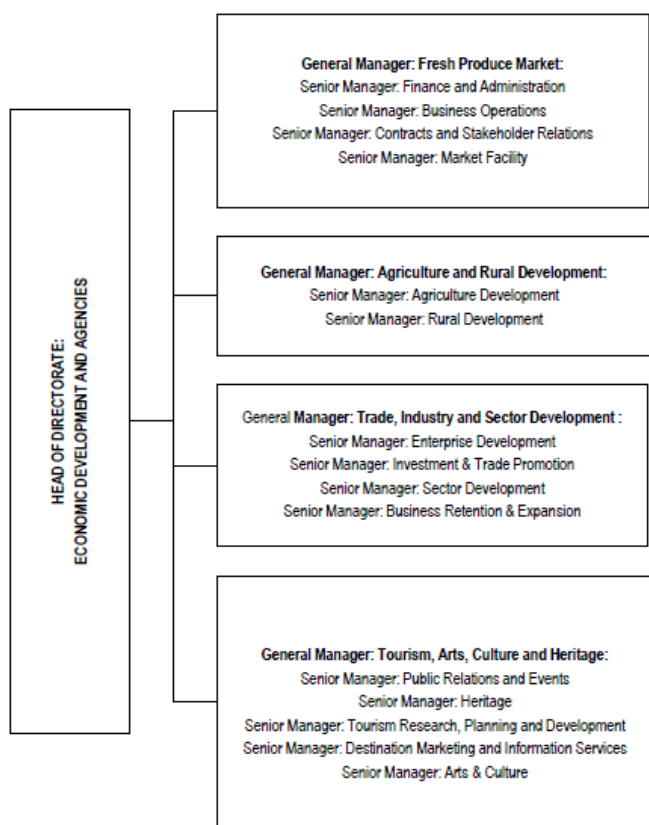 HEAD OF DIRECTORATE:
ECONOMIC DEVELOPMENT AND AGENCIES
General Manager: Fresh Produce Market:
Senior Manager: Finance and Administration
Senior Manager: Business Operations
Senior Manager: Contracts and Stakeholder Relations
Senior Manager: Market Facility
General Manager: Agriculture and Rural Development:
Senior Manager: Agriculture Development
Senior Manager: Rural Development
General Manager: Trade, Industry and Sector Development :
Senior Manager: Enterprise Development
Senior Manager: Investment & Trade Promotion
Senior Manager: Sector Development
Senior Manager: Business Retention & Expansion
General Manager: Tourism, Arts, Culture and Heritage:
Senior Manager: Public Relations and Events
Senior Manager: Heritage
Senior Manager: Tourism Research, Planning and Development
Senior Manager: Destination Marketing and Information Services
Senior Manager: Arts & Culture